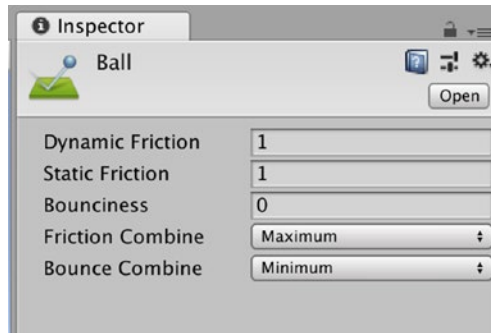 Inspector
Ball
Open
Dynamic Friction 1
Static Friction 1
Bounciness 0
Friction Combine Maximum
Bounce Combine Minimum